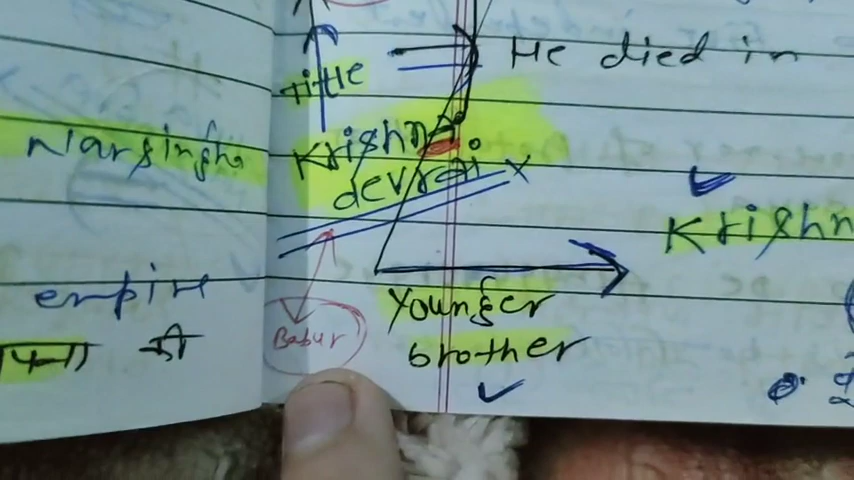 He died in
Title
Narsingha
Krishna
devrai
Krishn
empire
Younger
Babur
brother
की